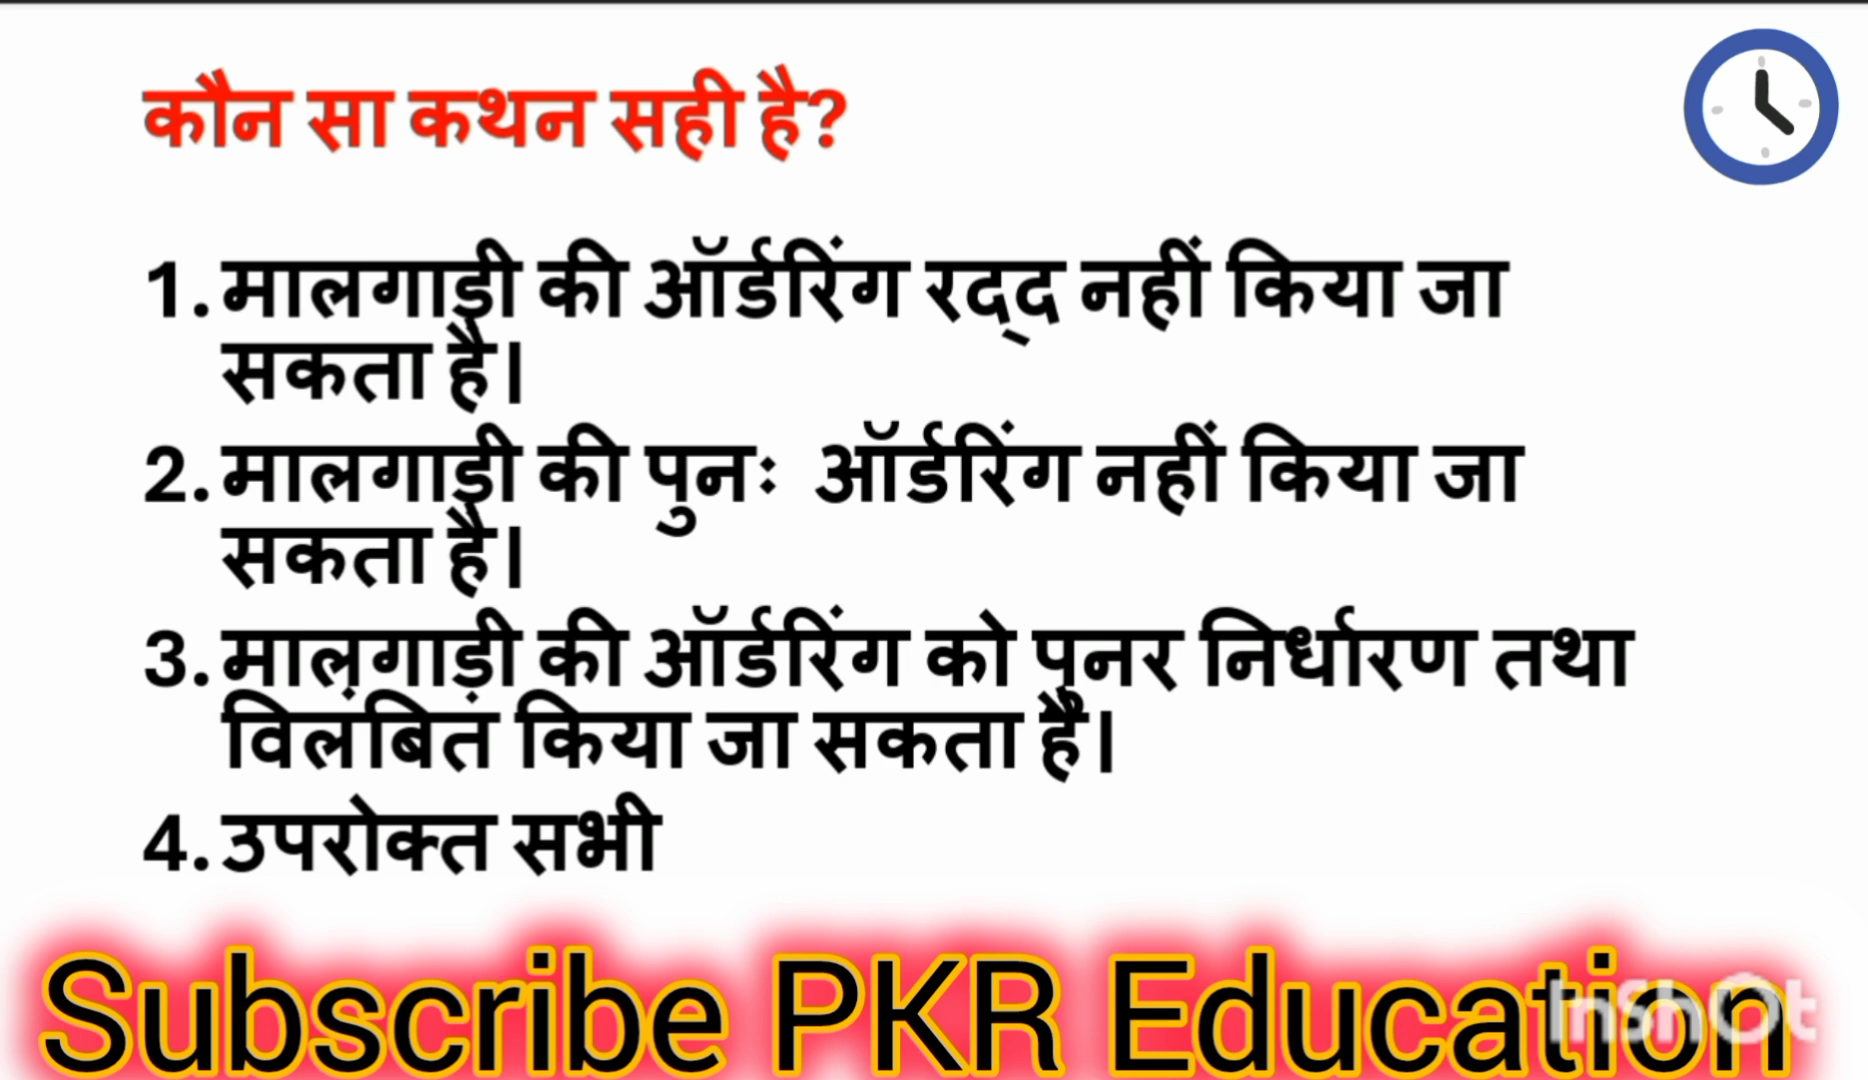 कौन सा कथन सही है?
1. मालगाड़ी की ऑर्डरिंग रद्द नहीं किया जा
सकता है।
2. मालगाड़ी की पुनः ऑर्डरिंग नहीं किया जा
सकता है।
3. मालगाड़ी की ऑर्डरिंग को पुनर निर्धारण तथा
विलंबित किया जा सकता है।
4. उपरोक्त सभी
Subscribe PKR Education
InShOt